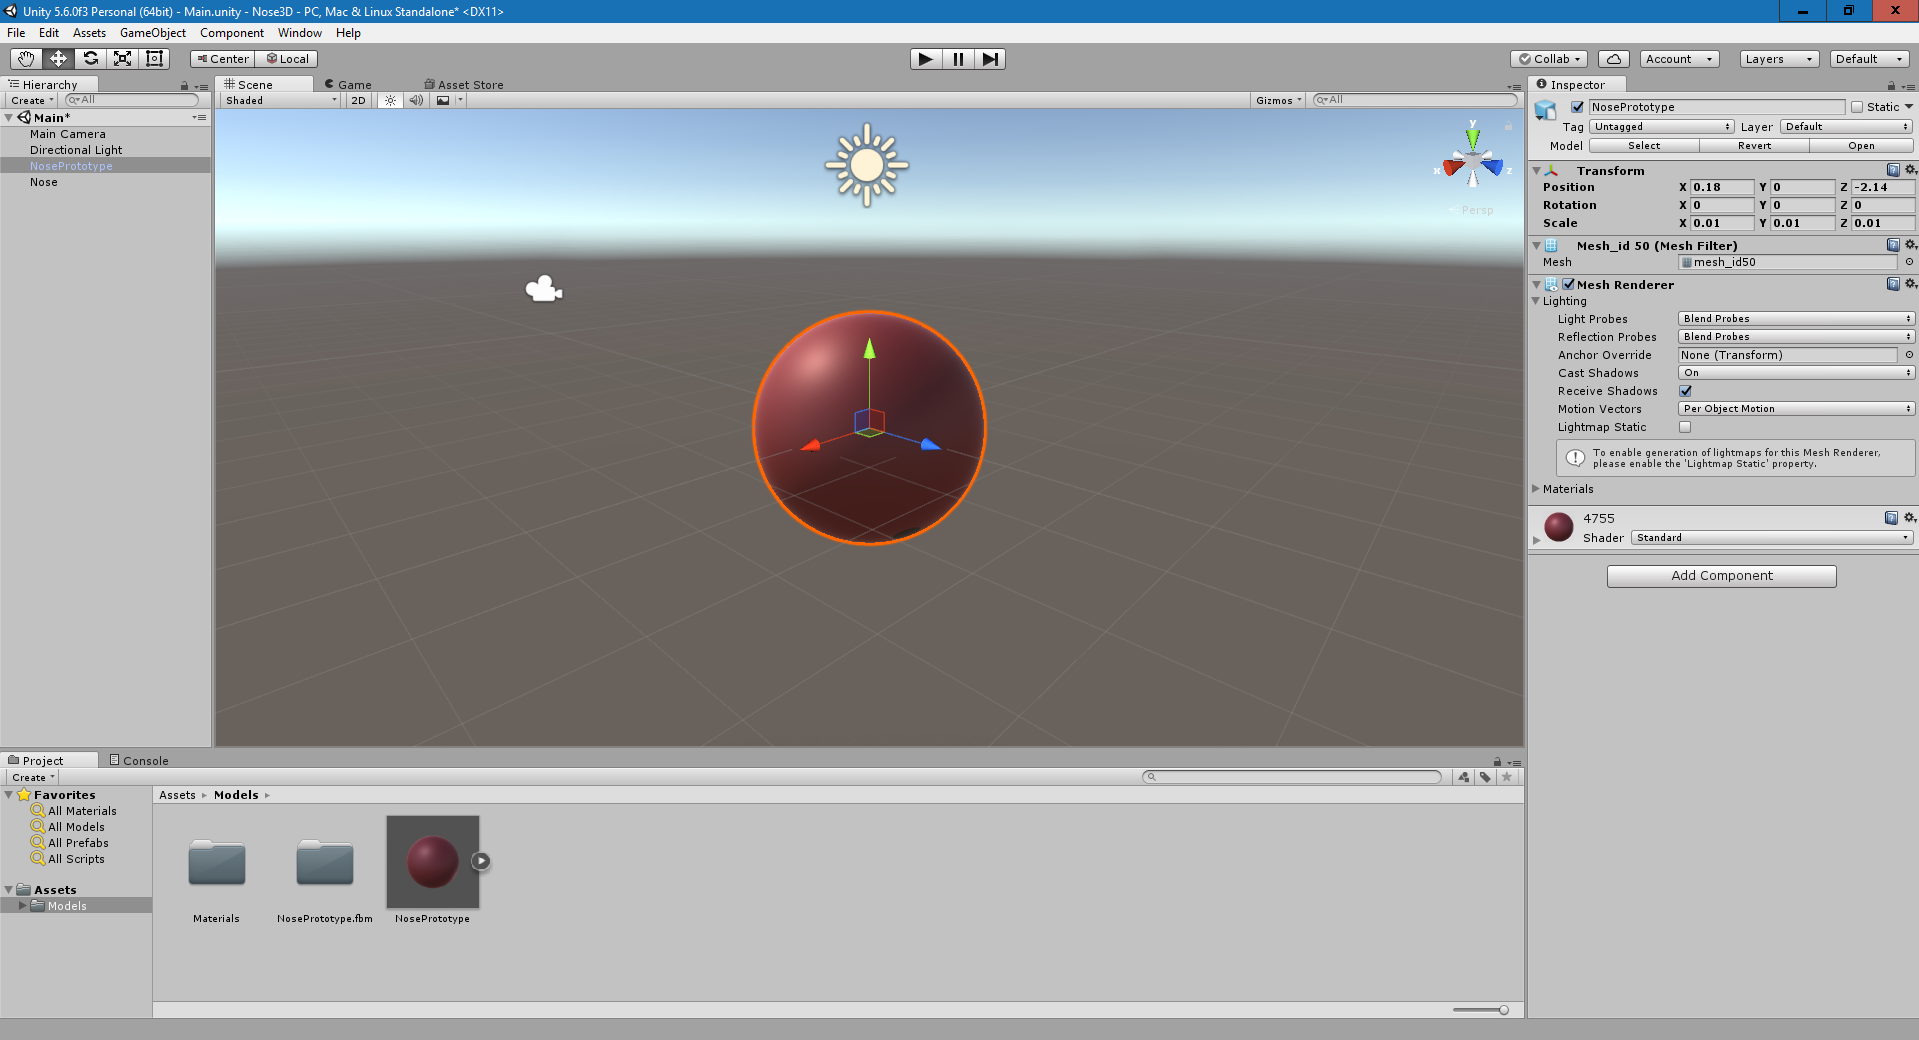 Unity 5.6.0f3 Personal (64bit) - Main.unity - Nose3D - PC, Mac & Linux Standalone* <DX11>
File Edit Assets GameObject Component Window Help
Center Local Collab Account Layers Default
Hierarchy
Create All
Main*
Main Camera
Directional Light
NosePrototype
Nose
Scene Game Asset Store
Shaded 2D Gizmos All
y
x z
Persp
Inspector
NosePrototype Static
Tag Untagged Layer Default
Model Select Revert Open
Transform
Position X 0.18 Y 0 Z -2.14
Rotation X 0 Y 0 Z 0
Scale X 0.01 Y 0.01 Z 0.01
Mesh_id 50 (Mesh Filter)
Mesh mesh_id50
Mesh Renderer
Lighting
Light Probes Blend Probes
Reflection Probes Blend Probes
Anchor Override None (Transform)
Cast Shadows On
Receive Shadows
Motion Vectors Per Object Motion
Lightmap Static
To enable generation of lightmaps for this Mesh Renderer,
please enable the 'Lightmap Static' property.
Materials
4755
Shader Standard
Add Component
Project Console
Create
Favorites
All Materials
All Models
All Prefabs
All Scripts
Assets
Models
Assets Models
Materials NosePrototype.fbm NosePrototype